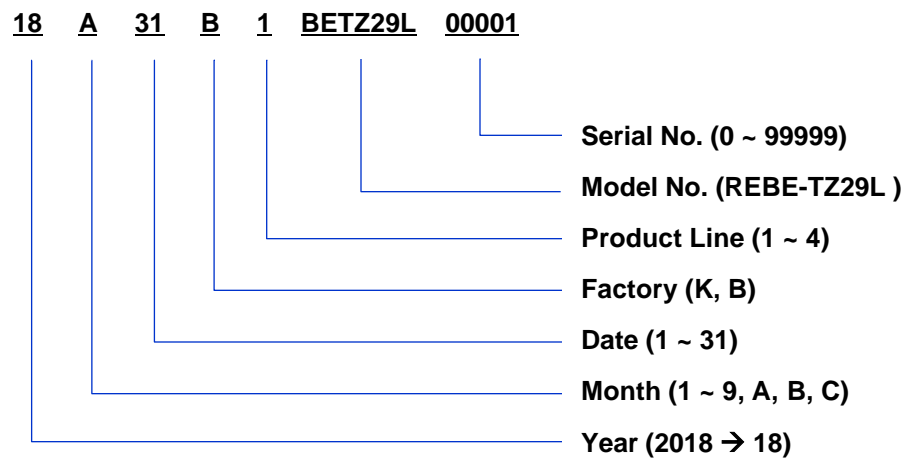 18 A 31 B 1 BETZ29L 00001
Serial No. (0 ~ 99999)
Model No. (REBE-TZ29L )
Product Line (1 ~ 4)
Factory (K, B)
Date (1 ~ 31)
Month (1 ~ 9, A, B, C)
Year (2018 → 18)